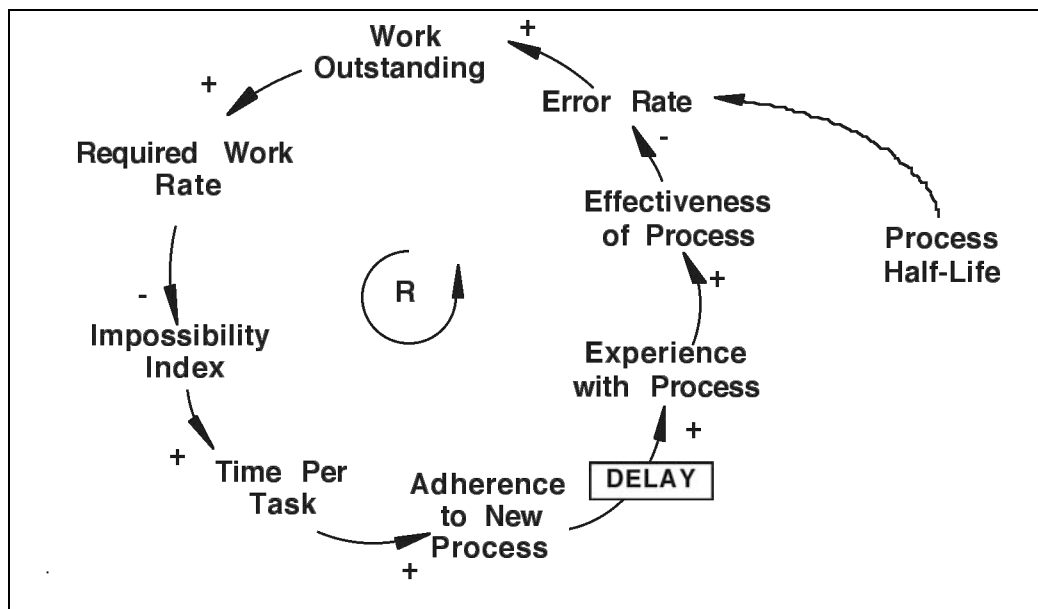 +
Work
Outstanding
+
Error Rate
Required Work
Rate
-
Effectiveness
of Process
Process
Half-Life
R
+
-
Impossibility
Index
Experience
with Process
+
+
Time Per
Task
DELAY
Adherence
to New
Process
+